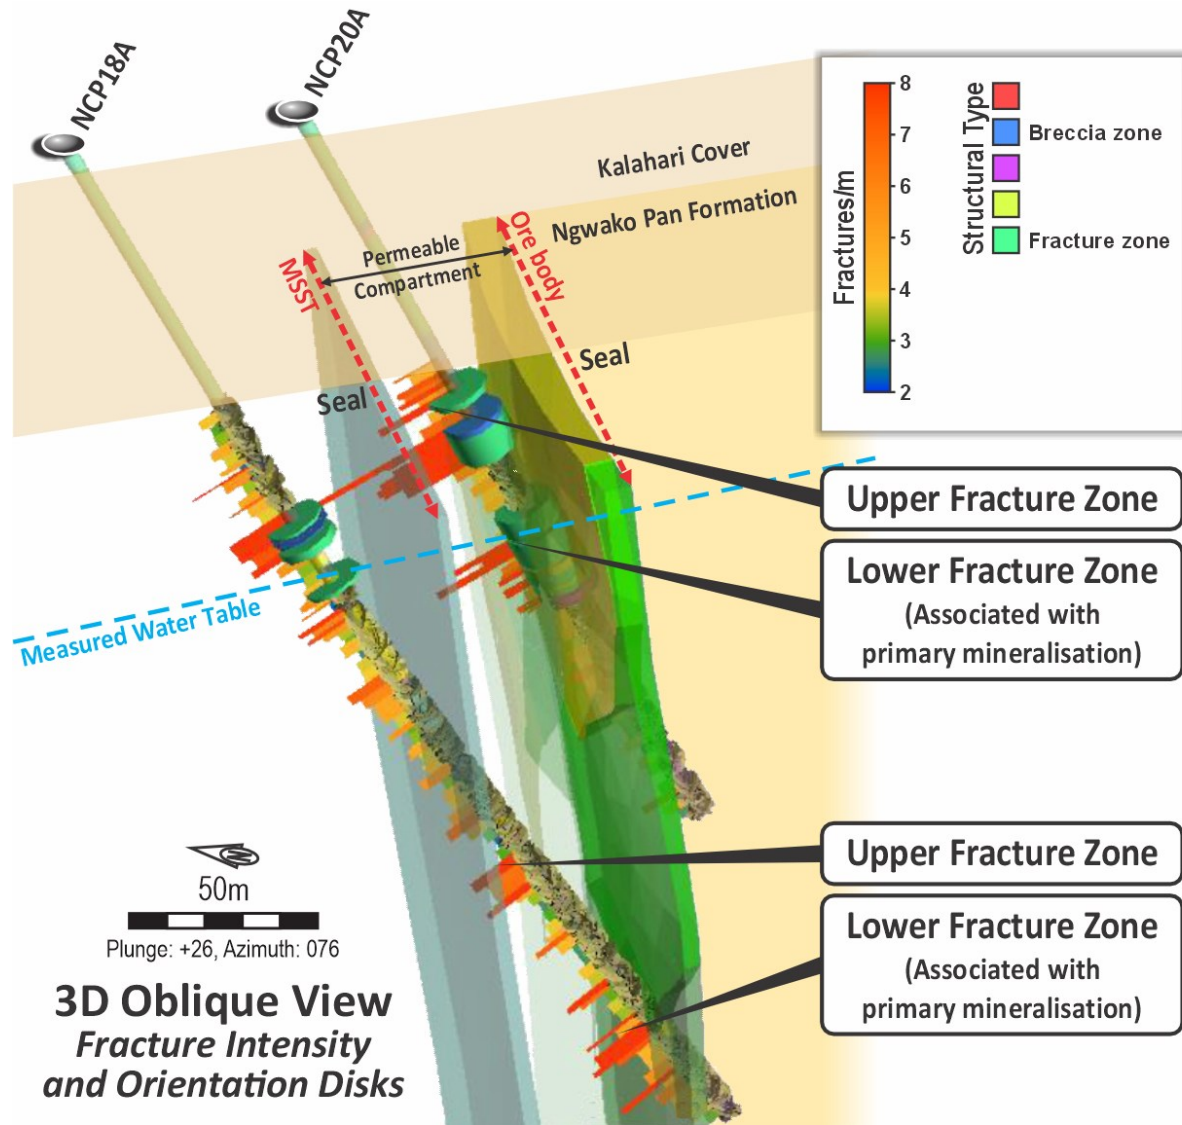 NCP18A
NCP20A
Kalahari Cover
Ngwako Pan Formation
Permeable
Compartment
MSST
Ore body
Seal
Seal
Measured Water Table
Fractures/m
8
7
6
5
4
3
2
Structural Type
Breccia zone
Fracture zone
Upper Fracture Zone
Lower Fracture Zone
(Associated with
primary mineralisation)
Upper Fracture Zone
Lower Fracture Zone
(Associated with
primary mineralisation)
N
50m
Plunge: +26, Azimuth: 076
3D Oblique View
Fracture Intensity
and Orientation Disks